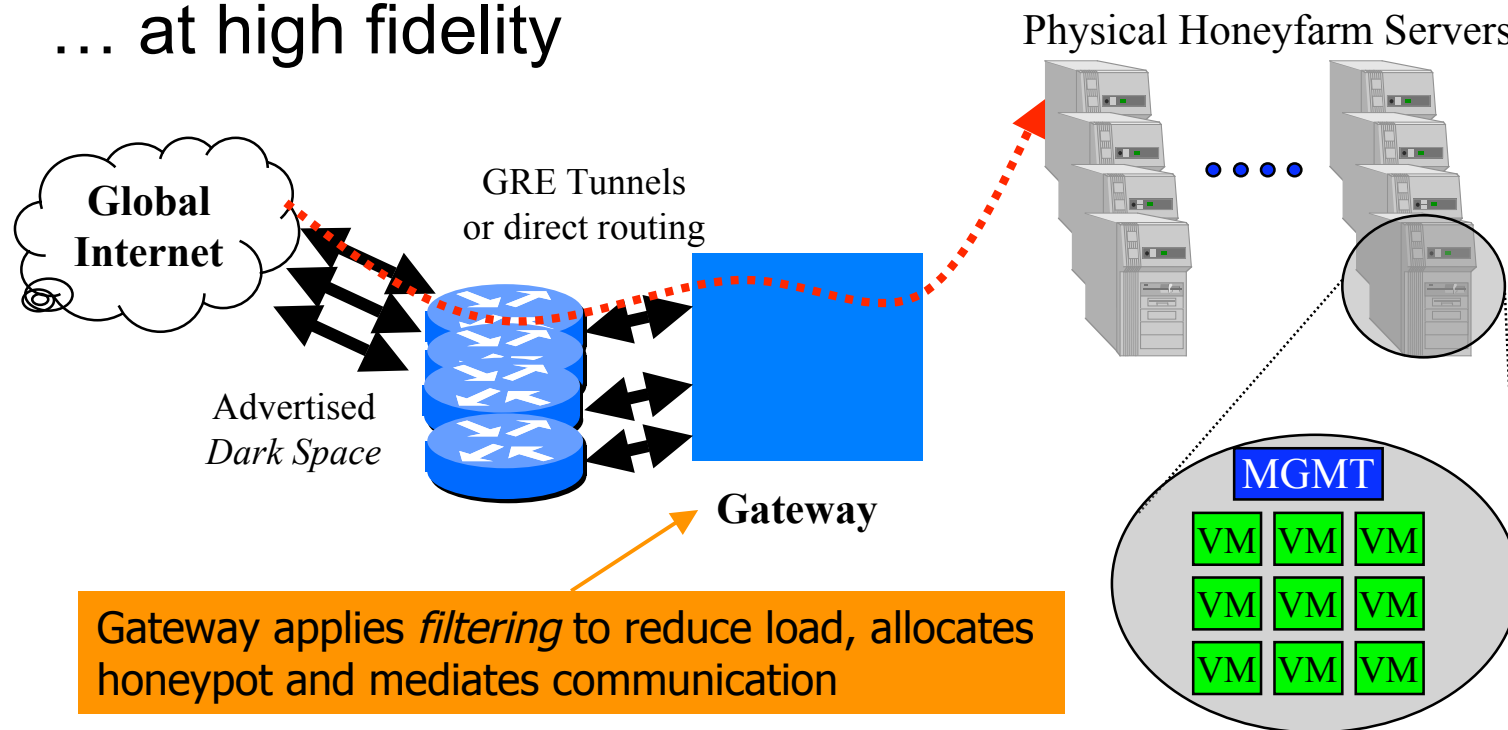 … at high fidelity
Physical Honeyfarm Servers
Global
Internet
GRE Tunnels
or direct routing
Advertised
Dark Space
Gateway
MGMT
VM VM VM
VM VM VM
VM VM VM
Gateway applies filtering to reduce load, allocates
honeypot and mediates communication